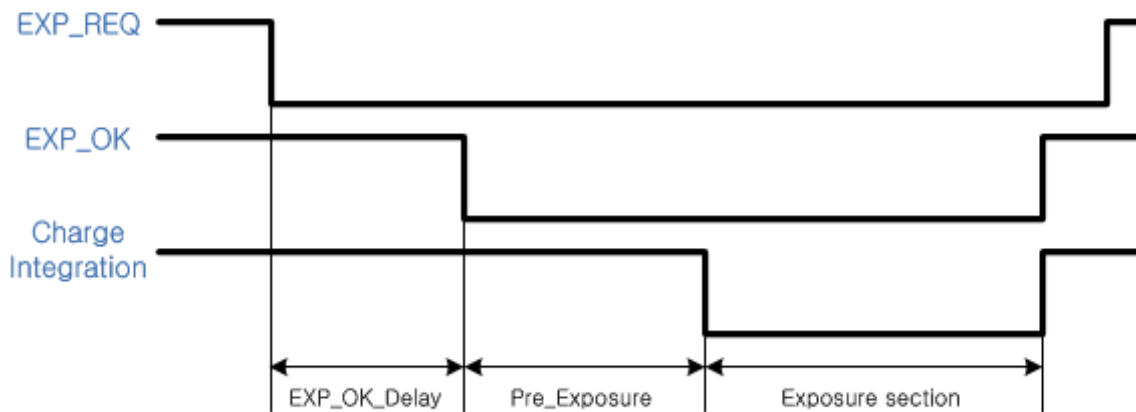 EXP_REQ
EXP_OK
Charge
Integration
EXP_OK_Delay
Pre_Exposure
Exposure section